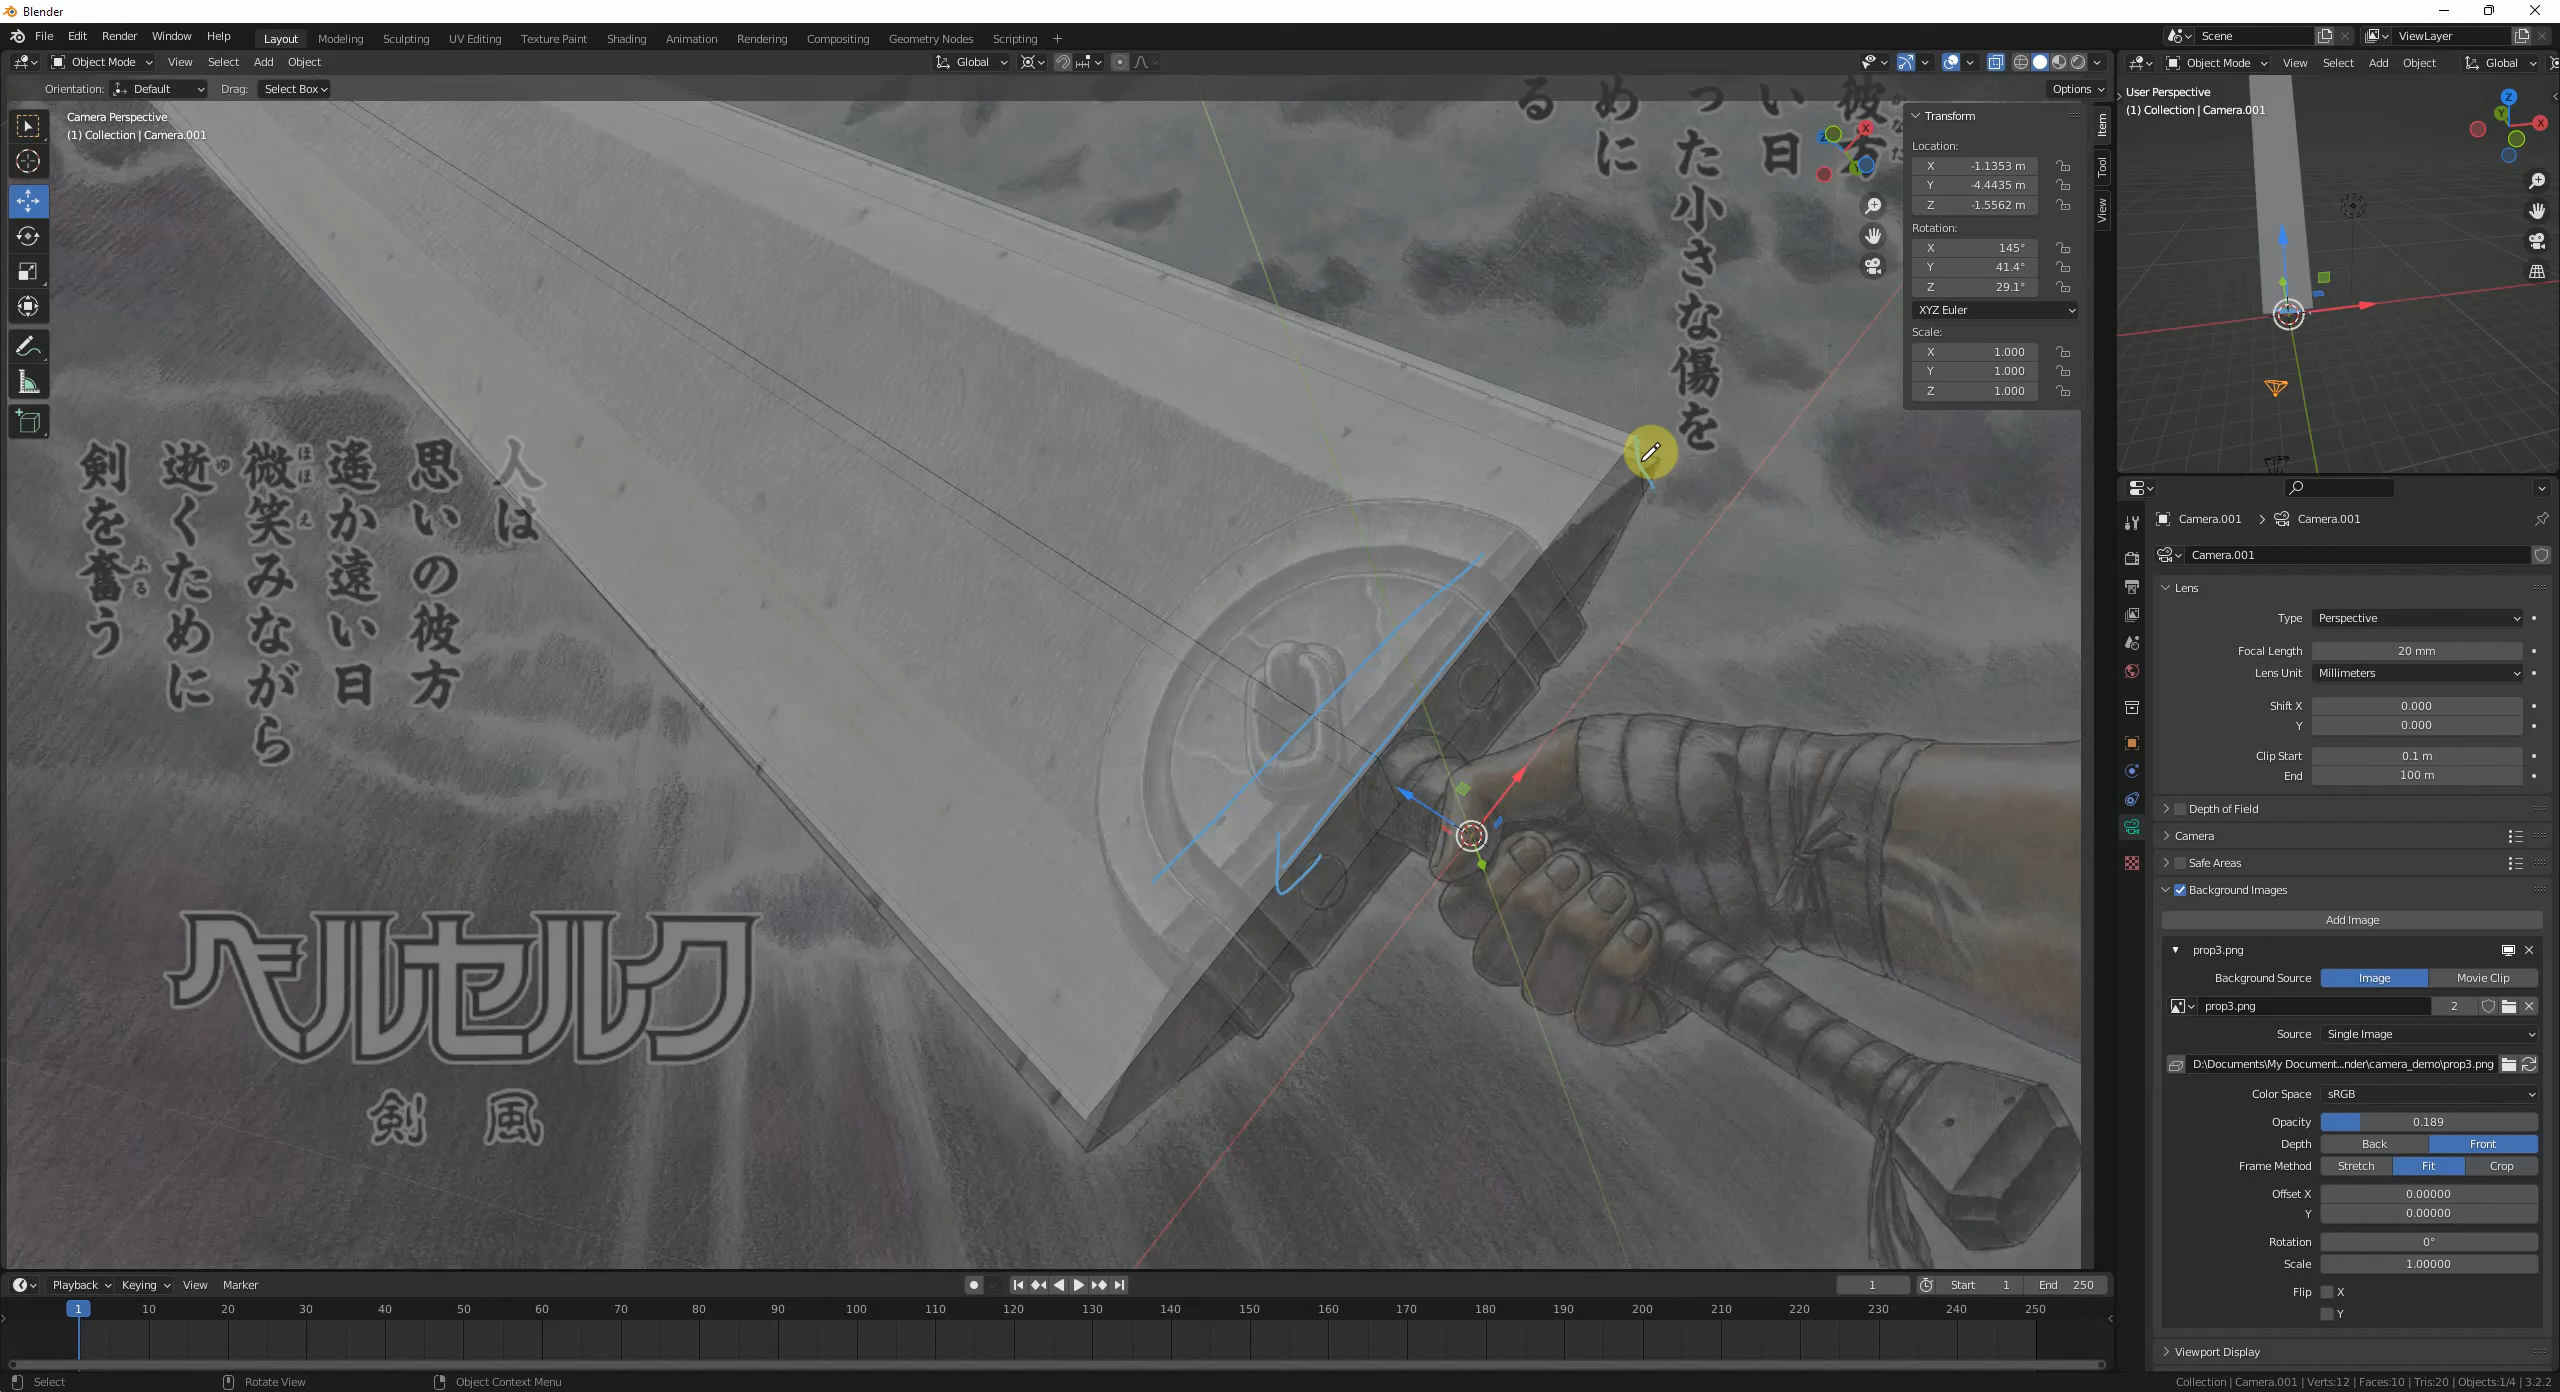 Blender
File Edit Render Window Help
Layout Modeling Sculpting UV Editing Texture Paint Shading Animation Rendering Compositing Geometry Nodes Scripting +
Scene
ViewLayer
Object Mode View Select Add Object
Global
Object Mode View Select Add Object Global
Orientation: Default Drag: Select Box
Options
Camera Perspective
(1) Collection | Camera.001
User Perspective
(1) Collection | Camera.001
Transform
Location:
X -1.1353 m
Y -4.4435 m
Z -1.5562 m
Rotation:
X 145°
Y 41.4°
Z 29.1°
XYZ Euler
Scale:
X 1.000
Y 1.000
Z 1.000
Item
Tool
View
い日
った小さな傷を
めに
る
人は
思いの彼方
遙か遠い日
微笑みながら
ほほえ
逝くために
ゆ
剣を奮う
ふる
ベルセルク
剣風
Camera.001 > Camera.001
Camera.001
Lens
Type Perspective
Focal Length 20 mm
Lens Unit Millimeters
Shift X 0.000
Y 0.000
Clip Start 0.1 m
End 100 m
Depth of Field
Camera
Safe Areas
Background Images
Add Image
prop3.png
Background Source Image Movie Clip
prop3.png 2
Source Single Image
D:\Documents\My Document...nder\camera_demo\prop3.png
Color Space sRGB
Opacity 0.189
Depth Back Front
Frame Method Stretch Fit Crop
Offset X 0.00000
Y 0.00000
Rotation 0°
Scale 1.00000
Flip X
Y
Viewport Display
Playback Keying View Marker
1 Start 1 End 250
1 10 20 30 40 50 60 70 80 90 100 110 120 130 140 150 160 170 180 190 200 210 220 230 240 250
Select Rotate View Object Context Menu
Collection | Camera.001 | Verts:12 | Faces:10 | Tris:20 | Objects:1/4 | 3.2.2